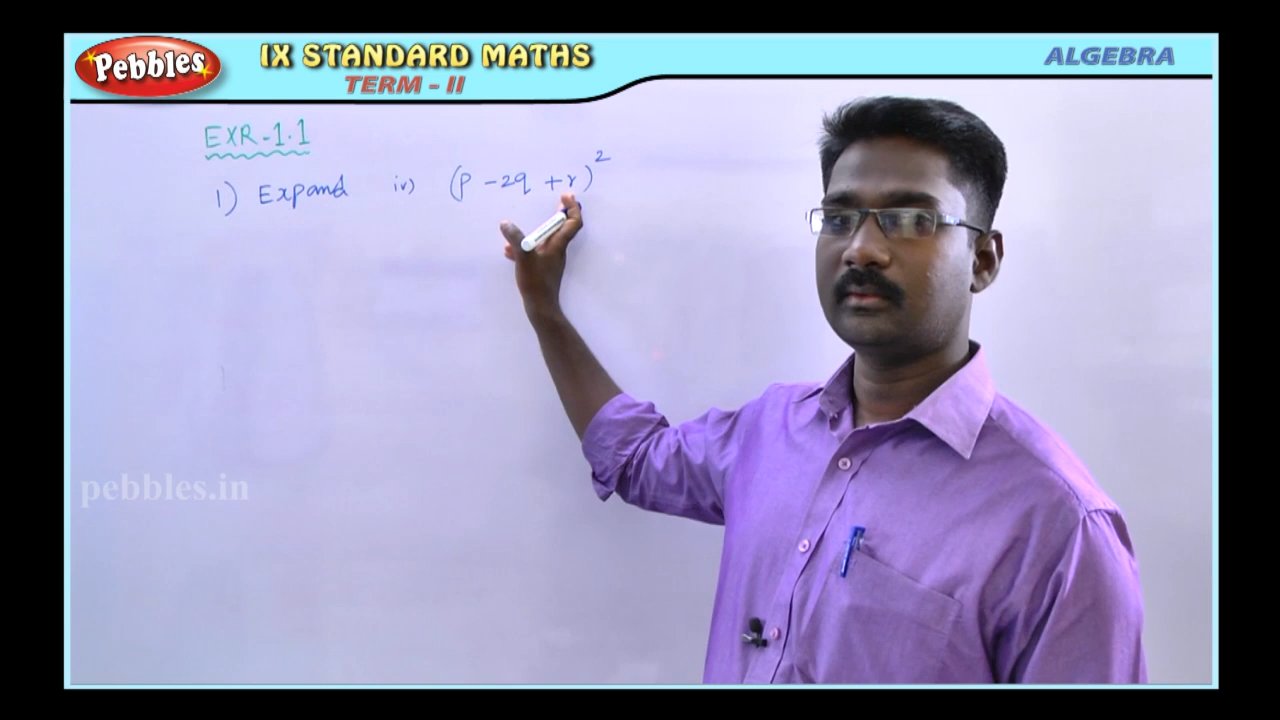 Pebbles
IX STANDARD MATHS
TERM - II
ALGEBRA
EXR-1.1
1) Expand iv) (p - 2q + r)²
pebbles.in